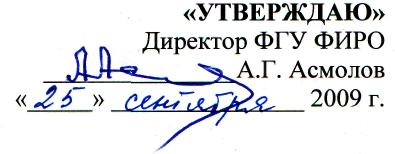 «УТВЕРЖДАЮ»
Директор ФГУ ФИРО
А.Г. Асмолов
«25» сентября 2009 г.